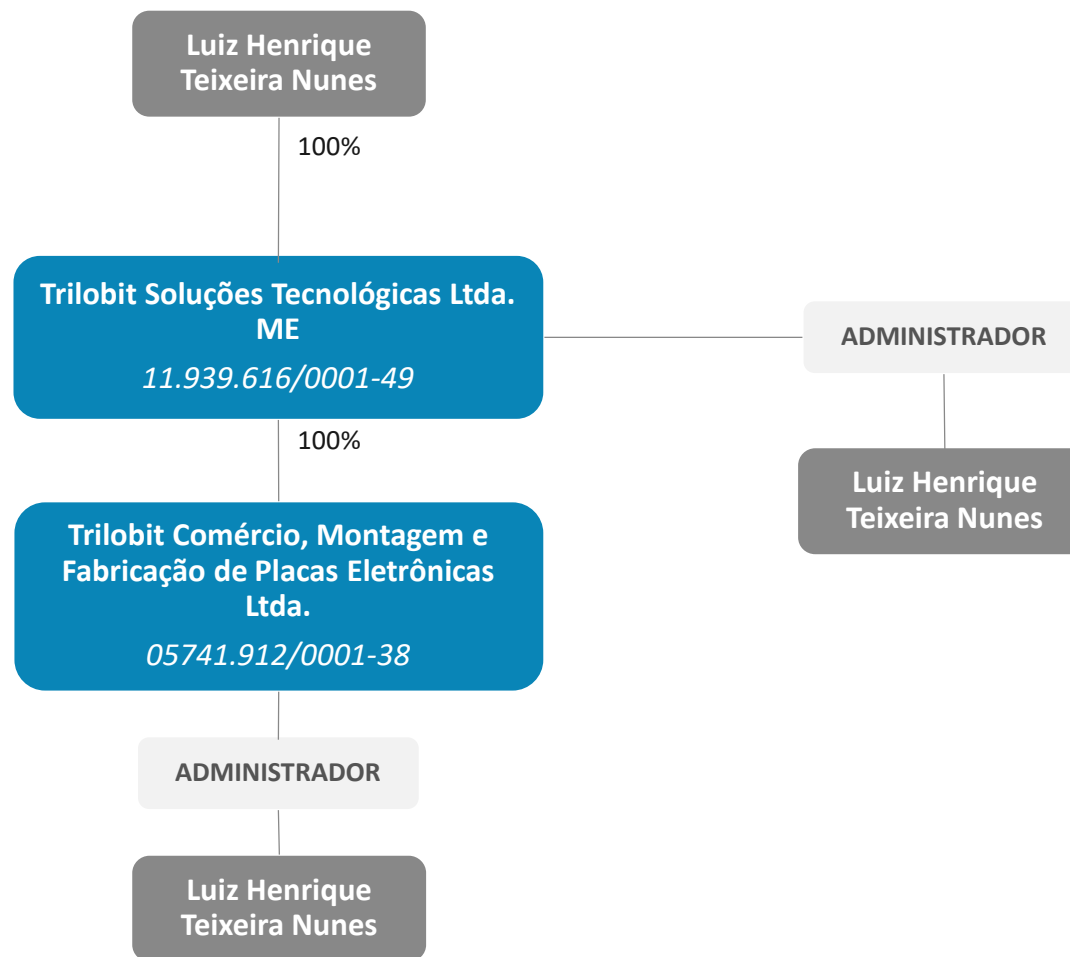 Luiz Henrique
Teixeira Nunes
100%
Trilobit Soluções Tecnológicas Ltda.
ME
11.939.616/0001-49
ADMINISTRADOR
Luiz Henrique
Teixeira Nunes
100%
Trilobit Comércio, Montagem e
Fabricação de Placas Eletrônicas
Ltda.
05741.912/0001-38
ADMINISTRADOR
Luiz Henrique
Teixeira Nunes